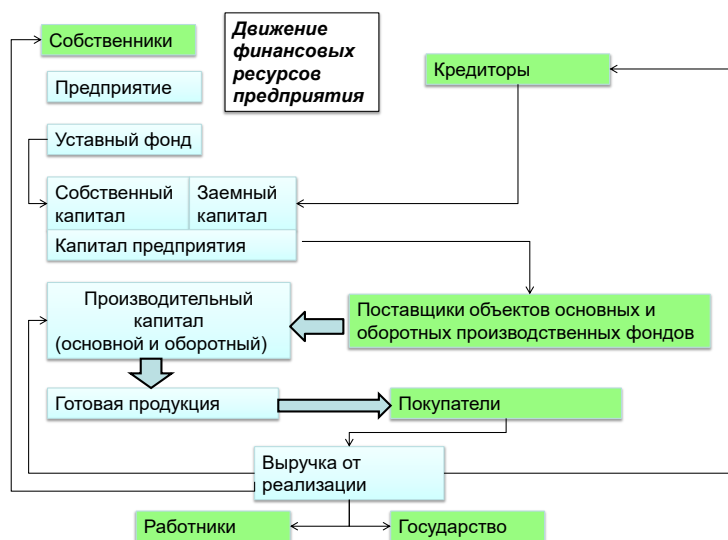 Собственники
Движение
финансовых
ресурсов
предприятия
Кредиторы
Предприятие
Уставный фонд
Собственный
капитал
Заемный
капитал
Капитал предприятия
Производительный
капитал
(основной и оборотный)
Поставщики объектов основных и
оборотных производственных фондов
Готовая продукция
Покупатели
Выручка от
реализации
Работники
Государство